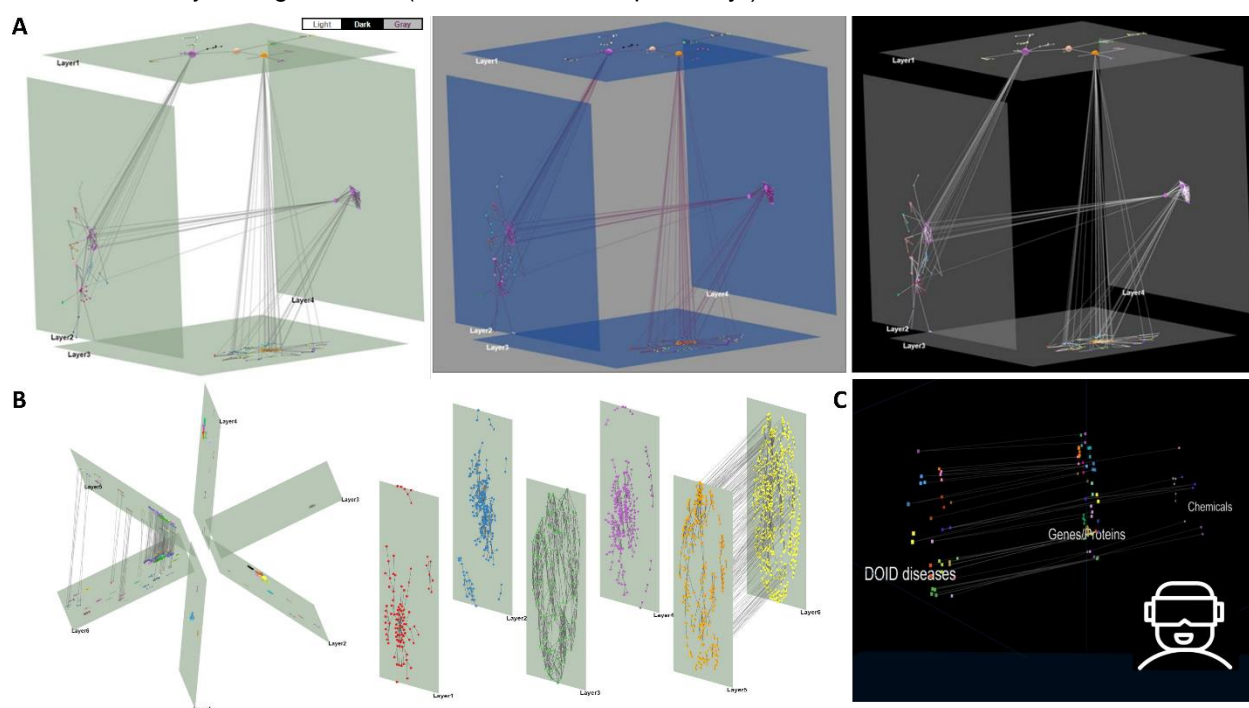 A
Light Dark Gray
Layer1
Layer2
Layer3
Layer4
Layer1
Layer2
Layer3
Layer4
Layer1
Layer2
Layer3
Layer4
B
Layer4
Layer3
Layer5
Layer6
Layer2
Layer1
Layer2
Layer3
Layer4
Layer5
Layer6
C
Chemicals
Genes/Proteins
DOID diseases